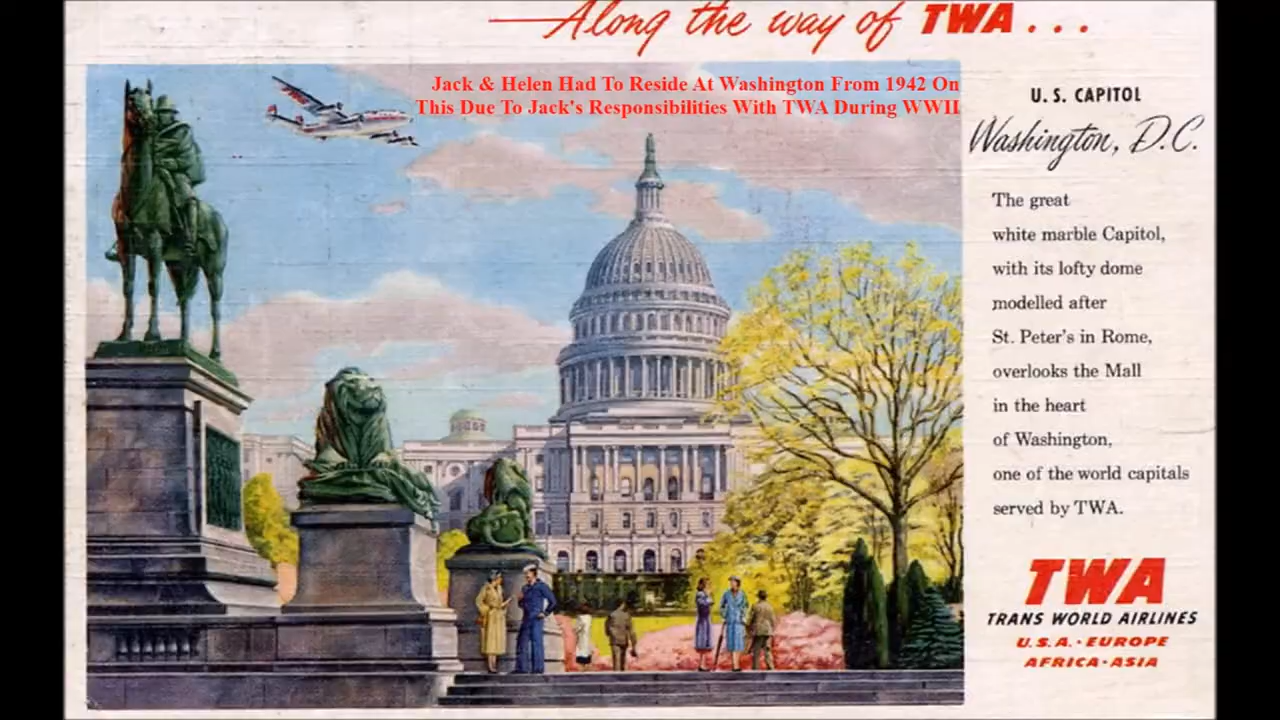 Along the way of TWA...
Jack & Helen Had To Reside At Washington From 1942 On
This Due To Jack's Responsibilities With TWA During WWII
U. S. CAPITOL
Washington, D.C.
The great
white marble Capitol,
with its lofty dome
modelled after
St. Peter's in Rome,
overlooks the Mall
in the heart
of Washington,
one of the world capitals
served by TWA.
TWA
TRANS WORLD AIRLINES
U.S.A. · EUROPE
AFRICA · ASIA